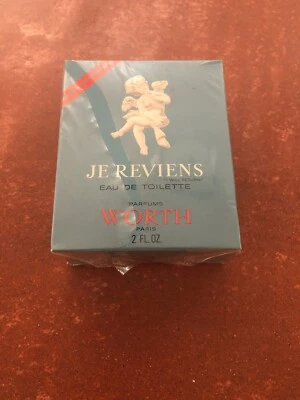 JE REVIENS
EAU DE TOILETTE
PARFUMS
WORTH
PARIS
2 FL.OZ.